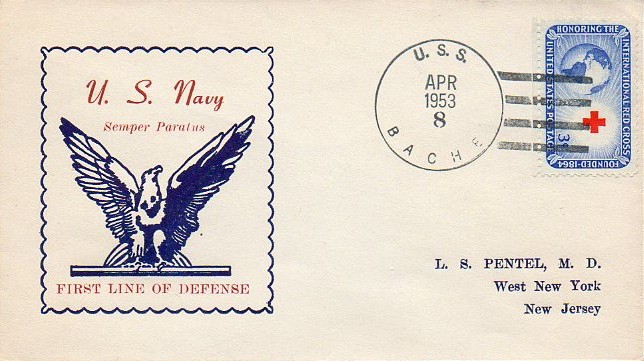 U. S. Navy
Semper Paratus
FIRST LINE OF DEFENSE
U. S. S.
APR
1953
8
BACHE
HONORING THE
INTERNATIONAL RED CROSS
FOUNDED-1864
UNITED STATES POSTAGE
3¢
L. S. PENTEL, M. D.
West New York
New Jersey